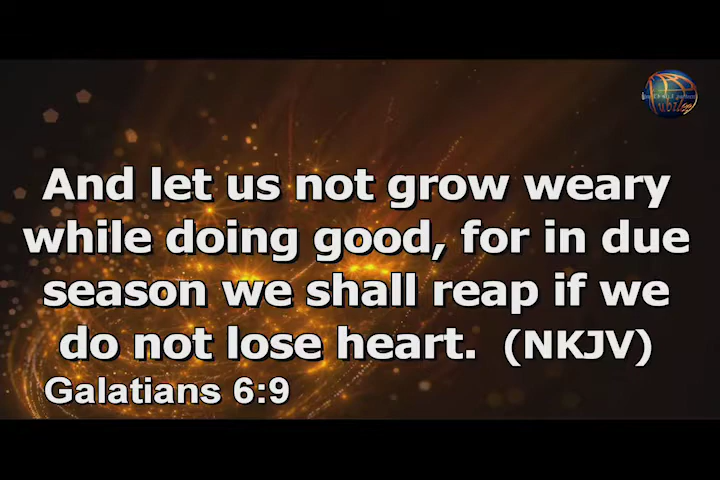 And let us not grow weary
while doing good, for in due
season we shall reap if we
do not lose heart. (NKJV)
Galatians 6:9